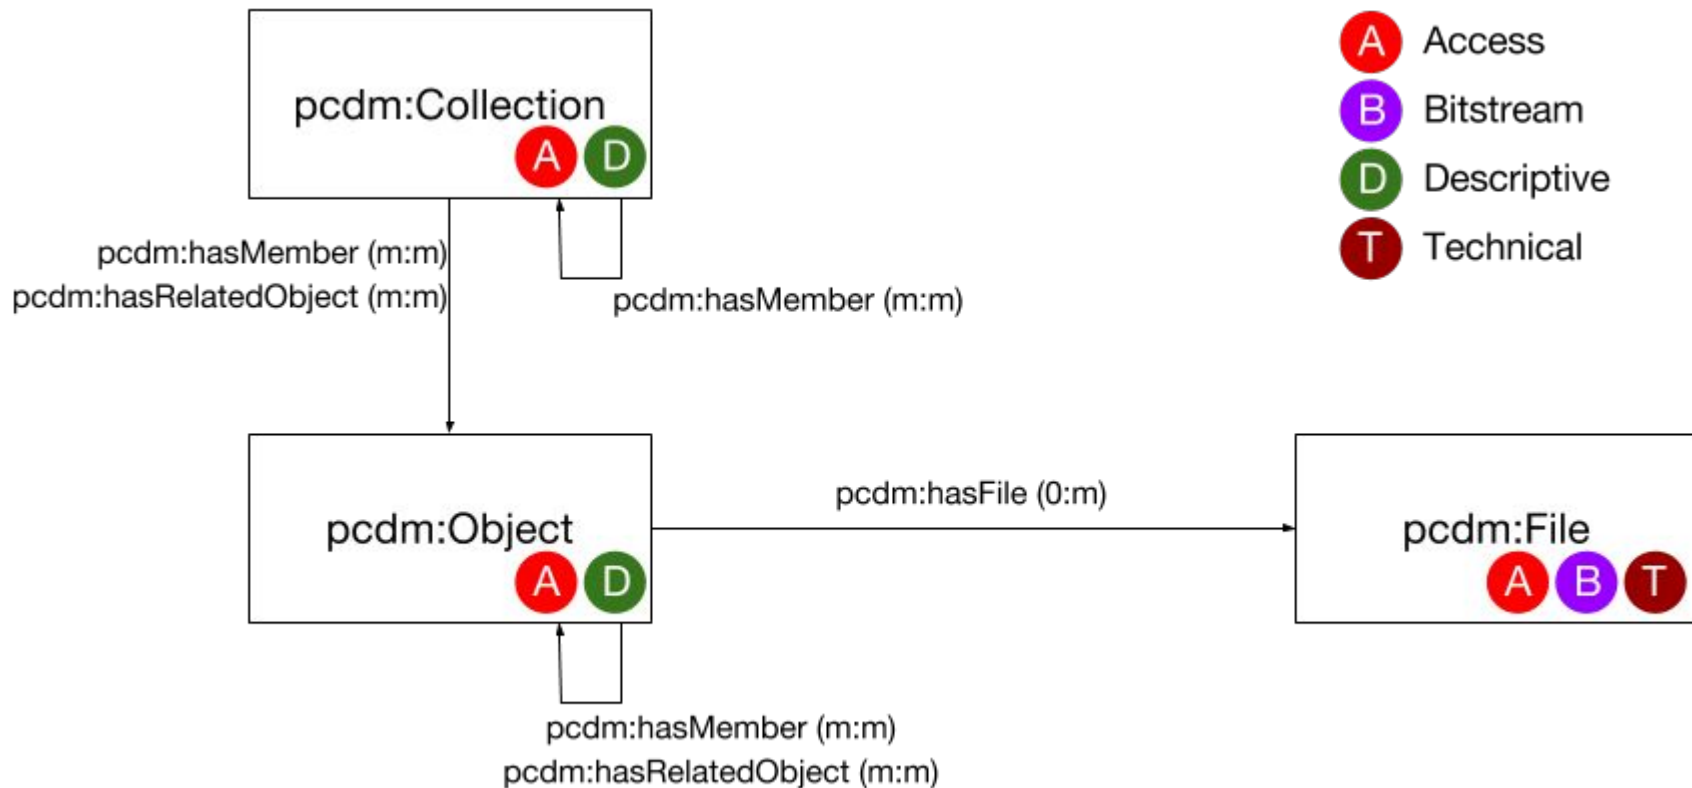 pcdm:Collection
A D
pcdm:hasMember (m:m)
pcdm:hasRelatedObject (m:m)
pcdm:hasMember (m:m)
pcdm:Object
A D
pcdm:hasMember (m:m)
pcdm:hasRelatedObject (m:m)
pcdm:hasFile (0:m)
pcdm:File
A B T
A Access
B Bitstream
D Descriptive
T Technical